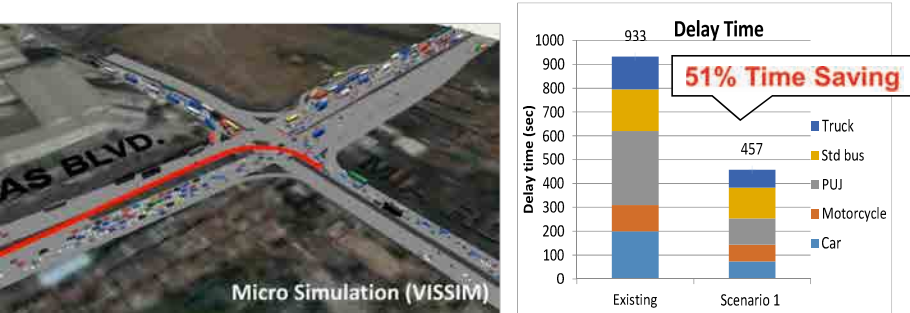 AS BLVD.
Micro Simulation (VISSIM)
Delay Time
933
51% Time Saving
457
Delay time (sec)
1000
900
800
700
600
500
400
300
200
100
0
Existing
Scenario 1
Truck
Std bus
PUJ
Motorcycle
Car